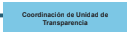 Coordinación de Unidad de
Transparencia